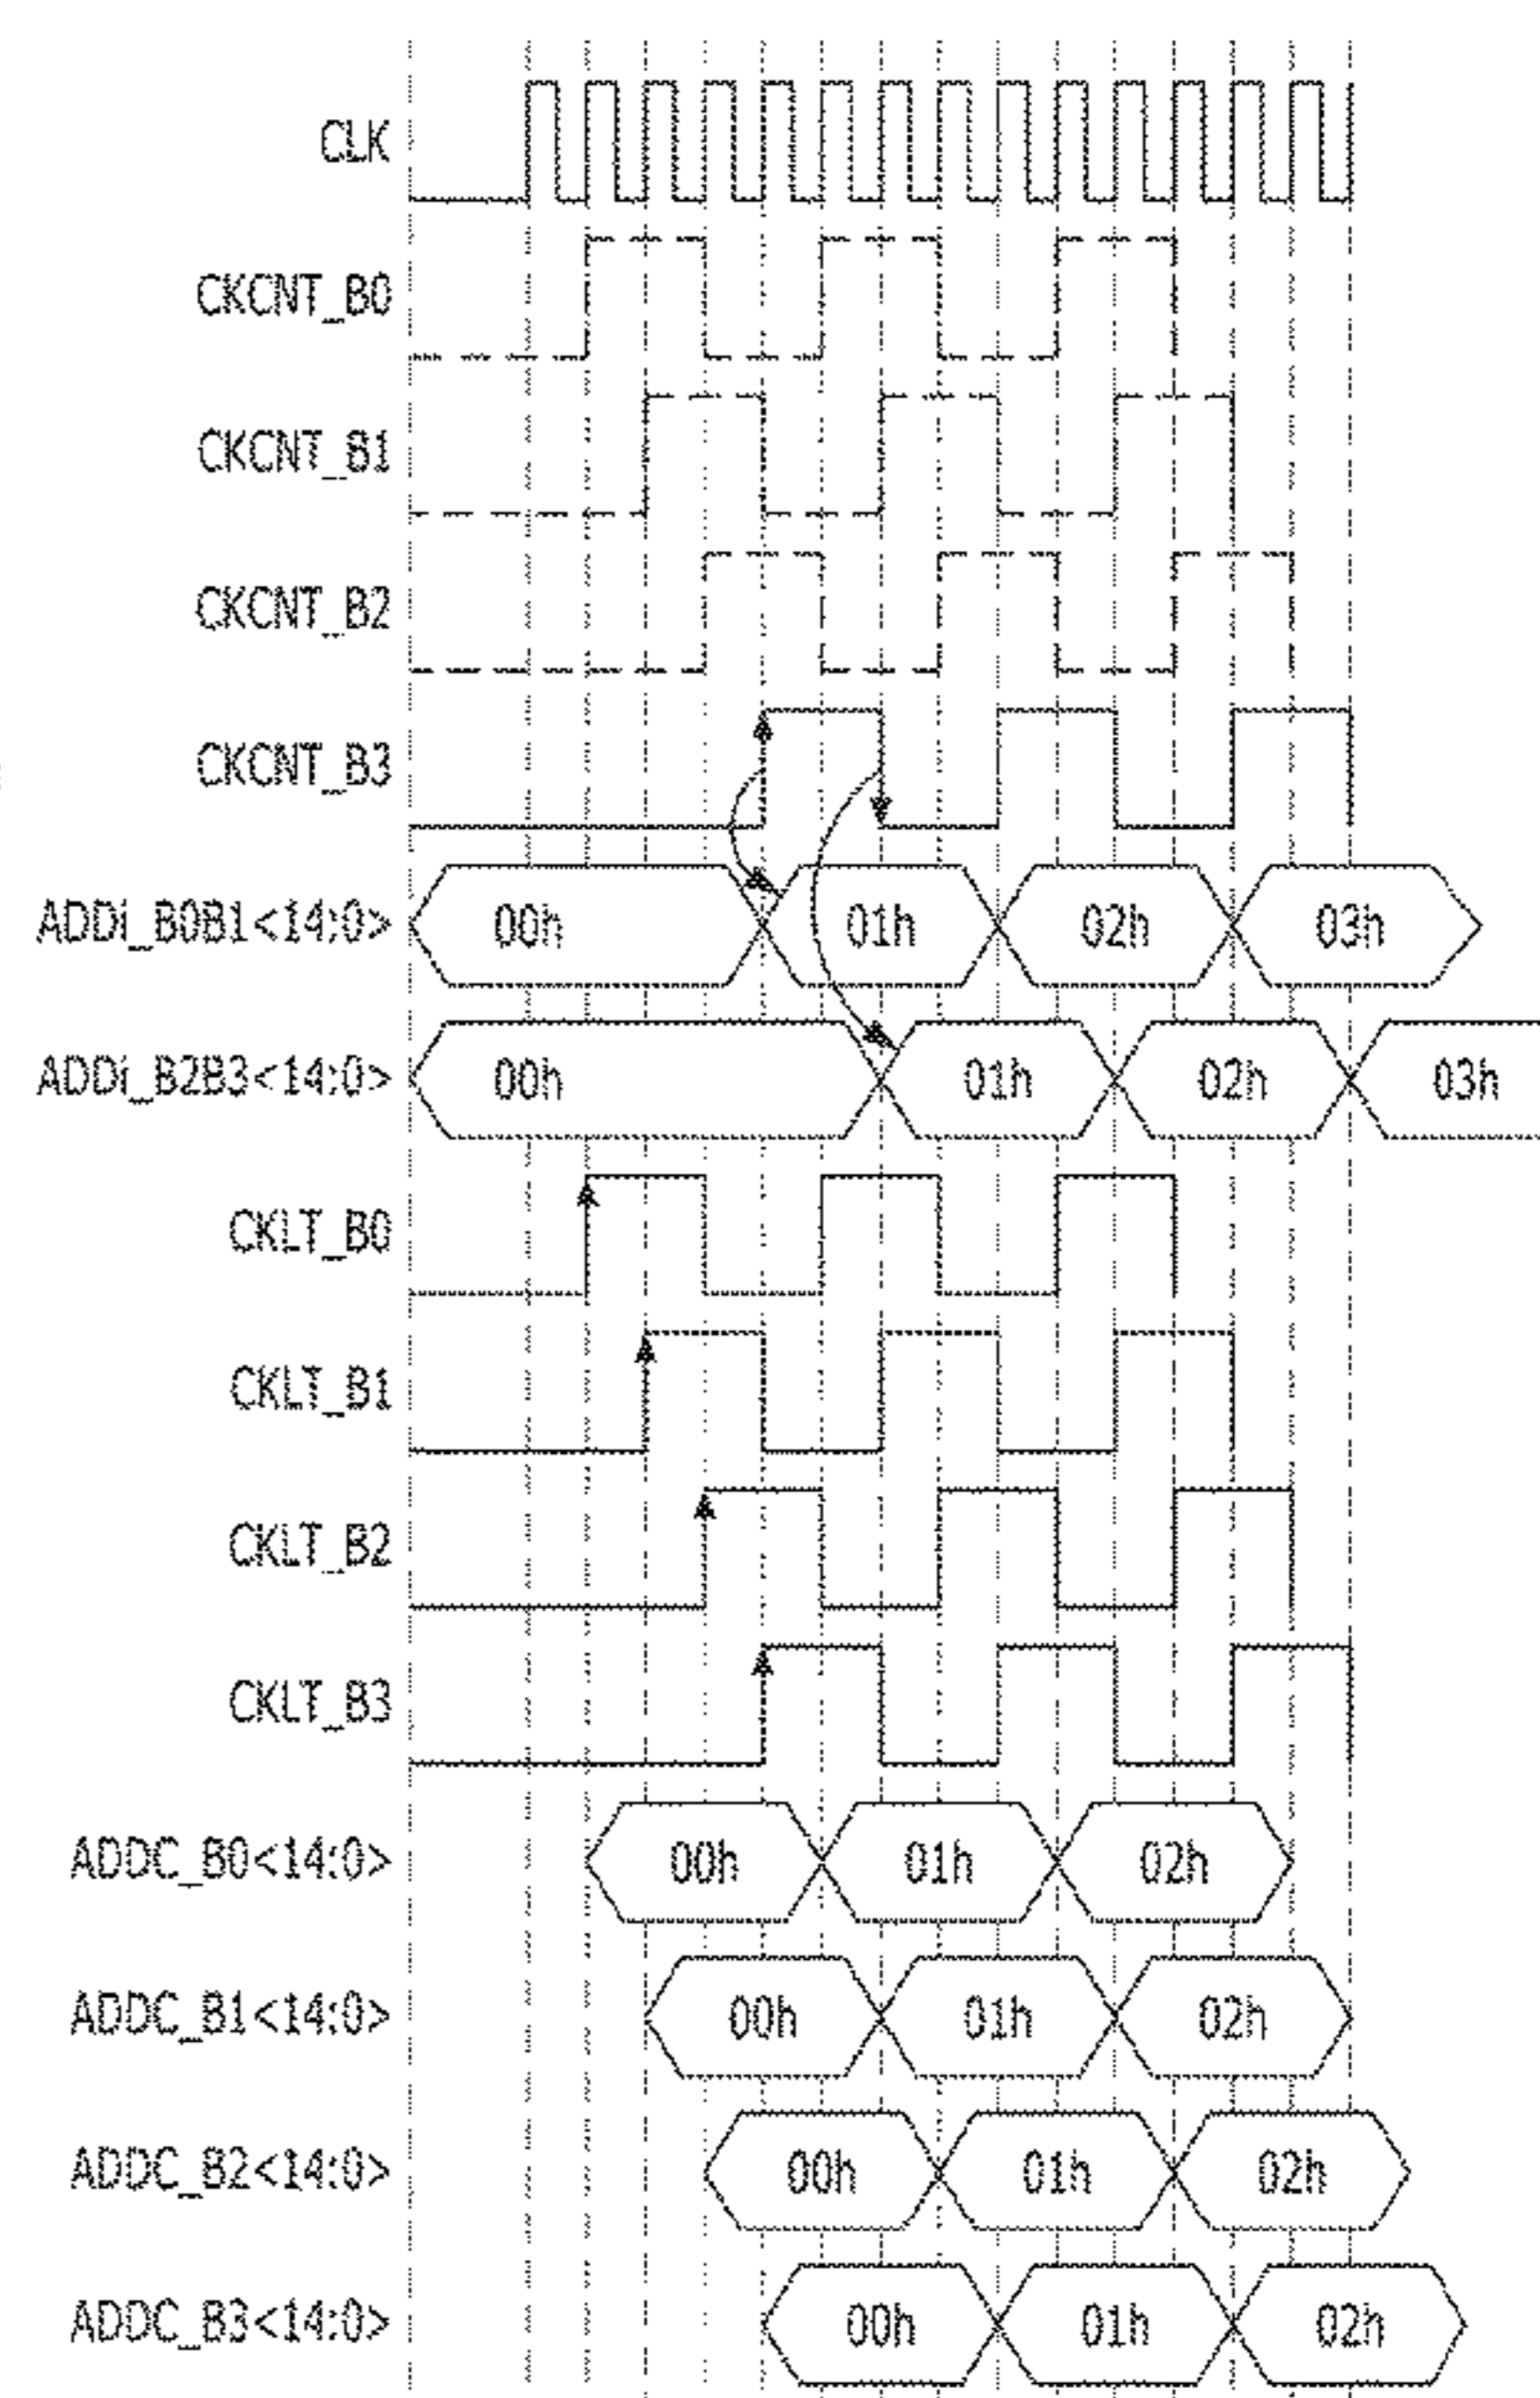 CLK
CKCNT_B0
CKCNT_B1
CKCNT_B2
CKCNT_B3
ADDi_B0B1<14:0> 00h 01h 02h 03h
ADDi_B2B3<14:0> 00h 01h 02h 03h
CKLT_B0
CKLT_B1
CKLT_B2
CKLT_B3
ADDC_B0<14:0> 00h 01h 02h
ADDC_B1<14:0> 00h 01h 02h
ADDC_B2<14:0> 00h 01h 02h
ADDC_B3<14:0> 00h 01h 02h